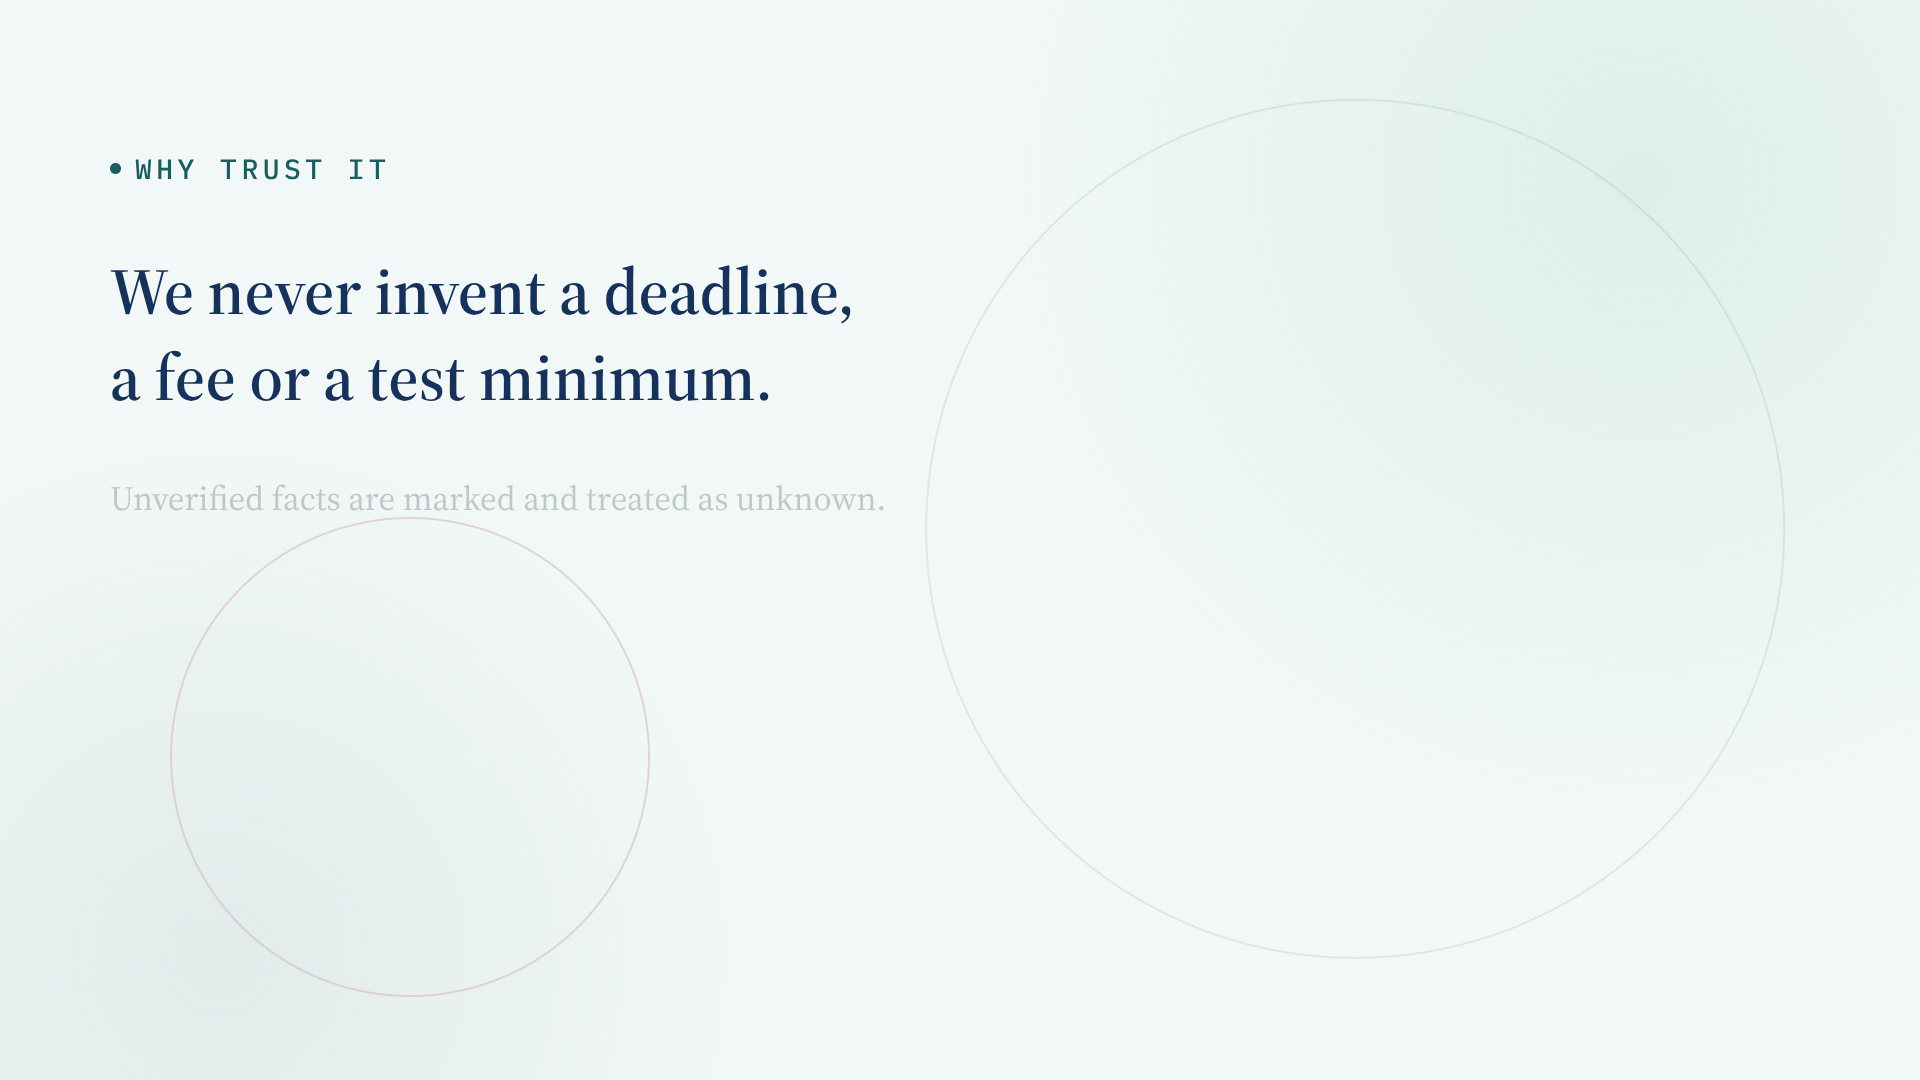 WHY TRUST IT
We never invent a deadline,
a fee or a test minimum.
Unverified facts are marked and treated as unknown.